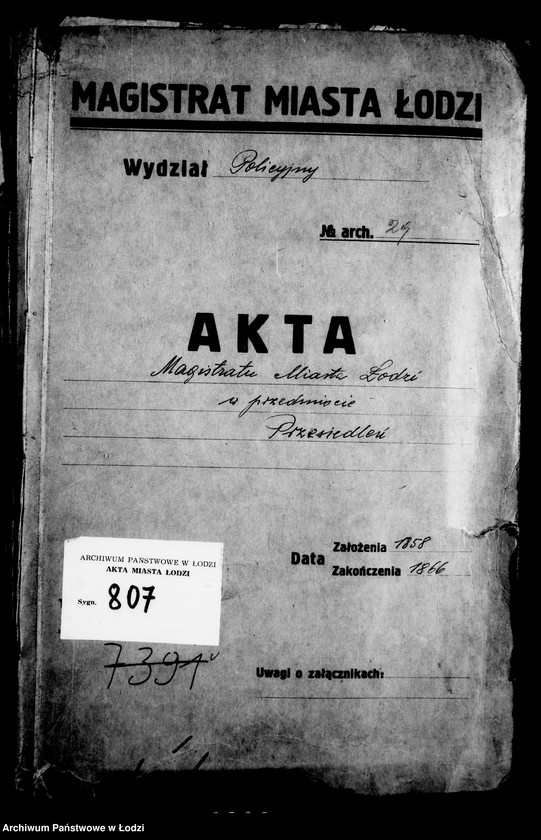 MAGISTRAT MIASTA ŁODZI
Wydział Policyjny
№ arch. 29
AKTA
Magistratu Miasta Łodzi
w przedmiocie
Przesiedleń
Data Założenia 1858
Zakończenia 1866
ARCHIWUM PAŃSTWOWE W ŁODZI
AKTA MIASTA ŁODZI
Sygn. 807
7391
Uwagi o załącznikach:
Archiwum Państwowe w Łodzi